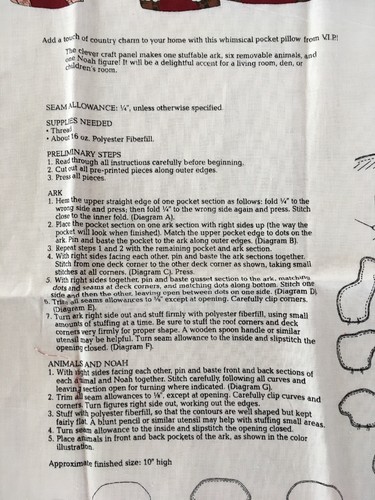 Add a touch of country charm to your home with this whimsical pocket pillow from V.I.P!
The clever craft panel makes one stuffable ark, six removable animals, and
one Noah figure! It will be a delightful accent for a living room, den, or
children's room.
SEAM ALLOWANCE: ¼", unless otherwise specified.
SUPPLIES NEEDED
• Thread
• About 16 oz. Polyester Fiberfill.
PRELIMINARY STEPS
1. Read through all instructions carefully before beginning.
2. Cut out all pre-printed pieces along outer edges.
3. Press all pieces.
ARK
1. Hem the upper straight edge of one pocket section as follows: fold ¼" to the
wrong side and press; then fold ¼" to the wrong side again and press. Stitch
close to the inner fold. (Diagram A).
2. Place the pocket section on one ark section with right sides up (the way the
pocket will look when finished). Match the upper pocket edge to dots on the
ark. Pin and baste the pocket to the ark along outer edges. (Diagram B).
3. Repeat steps 1 and 2 with the remaining pocket and ark section.
4. With right sides facing each other, pin and baste the ark sections together.
Stitch from one deck corner to the other deck corner as shown, taking small
stitches at all corners. (Diagram C). Press.
5. With right sides together, pin and baste gusset section to the ark, matching
dots and seams at deck corners, and matching dots along bottom. Stitch one
side and then the other, leaving open between dots on one side. (Diagram D).
6. Trim all seams allowances to ⅛" except at opening. Carefully clip corners.
(Diagram E).
7. Turn ark right side out and stuff firmly with polyester fiberfill, using small
amounts of stuffing at a time. Be sure to stuff the roof corners and deck
corners very firmly for proper shape. A wooden spoon handle or similar
utensil may be helpful. Turn seam allowance to the inside and slipstitch the
opening closed. (Diagram F).
ANIMALS AND NOAH
1. With right sides facing each other, pin and baste front and back sections of
each animal and Noah together. Stitch carefully, following all curves and
leaving section open for turning where indicated. (Diagram G).
2. Trim all seam allowances to ⅛", except at opening. Carefully clip curves and
corners. Turn figures right side out, working out the edges.
3. Stuff with polyester fiberfill, so that the contours are well shaped but kept
fairly flat. A blunt pencil or similar utensil may help with stuffing small areas.
4. Turn seam allowance to the inside and slipstitch the opening closed.
5. Place animals in front and back pockets of the ark, as shown in the color
illustration.
Approximate finished size: 10" high